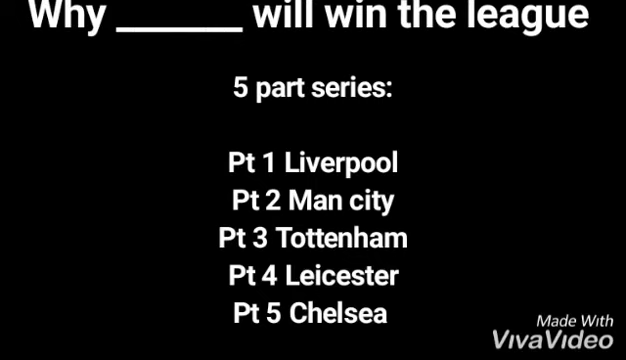 Why ______ will win the league
5 part series:
Pt 1 Liverpool
Pt 2 Man city
Pt 3 Tottenham
Pt 4 Leicester
Pt 5 Chelsea
Made With
VivaVideo